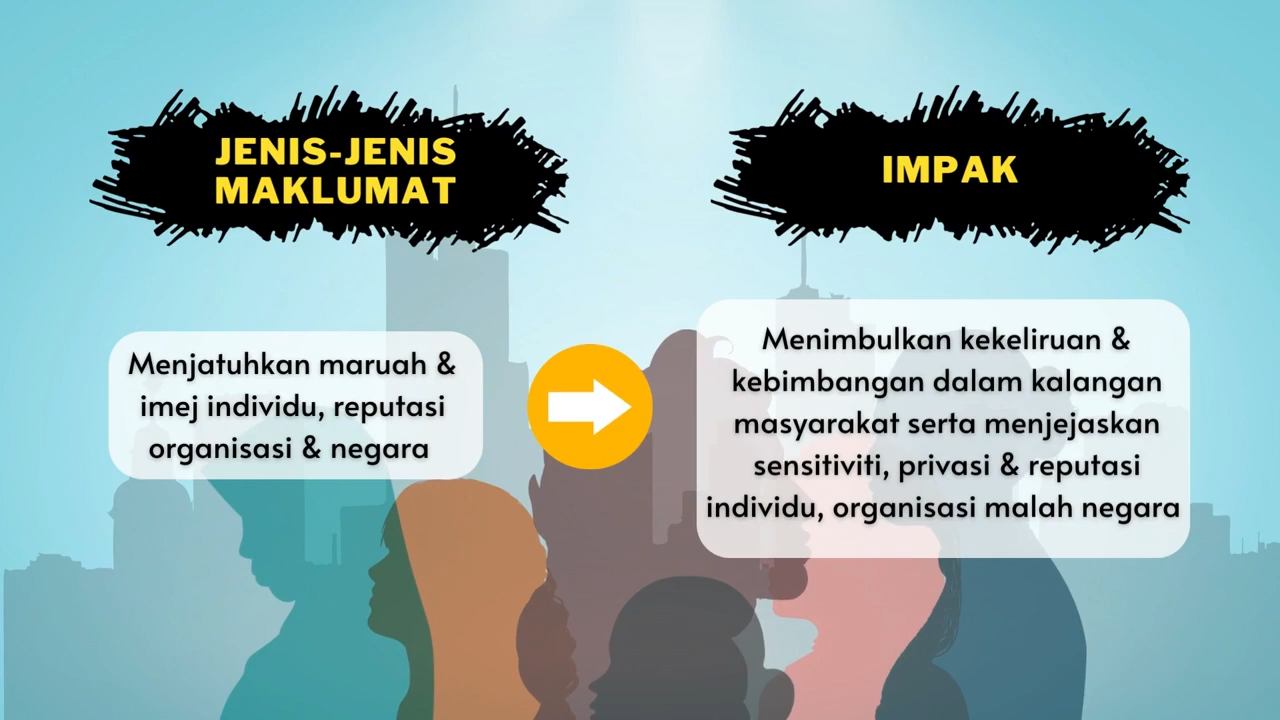 JENIS-JENIS
MAKLUMAT
IMPAK
Menjatuhkan maruah &
imej individu, reputasi
organisasi & negara
Menimbulkan kekeliruan &
kebimbangan dalam kalangan
masyarakat serta menjejaskan
sensitiviti, privasi & reputasi
individu, organisasi malah negara